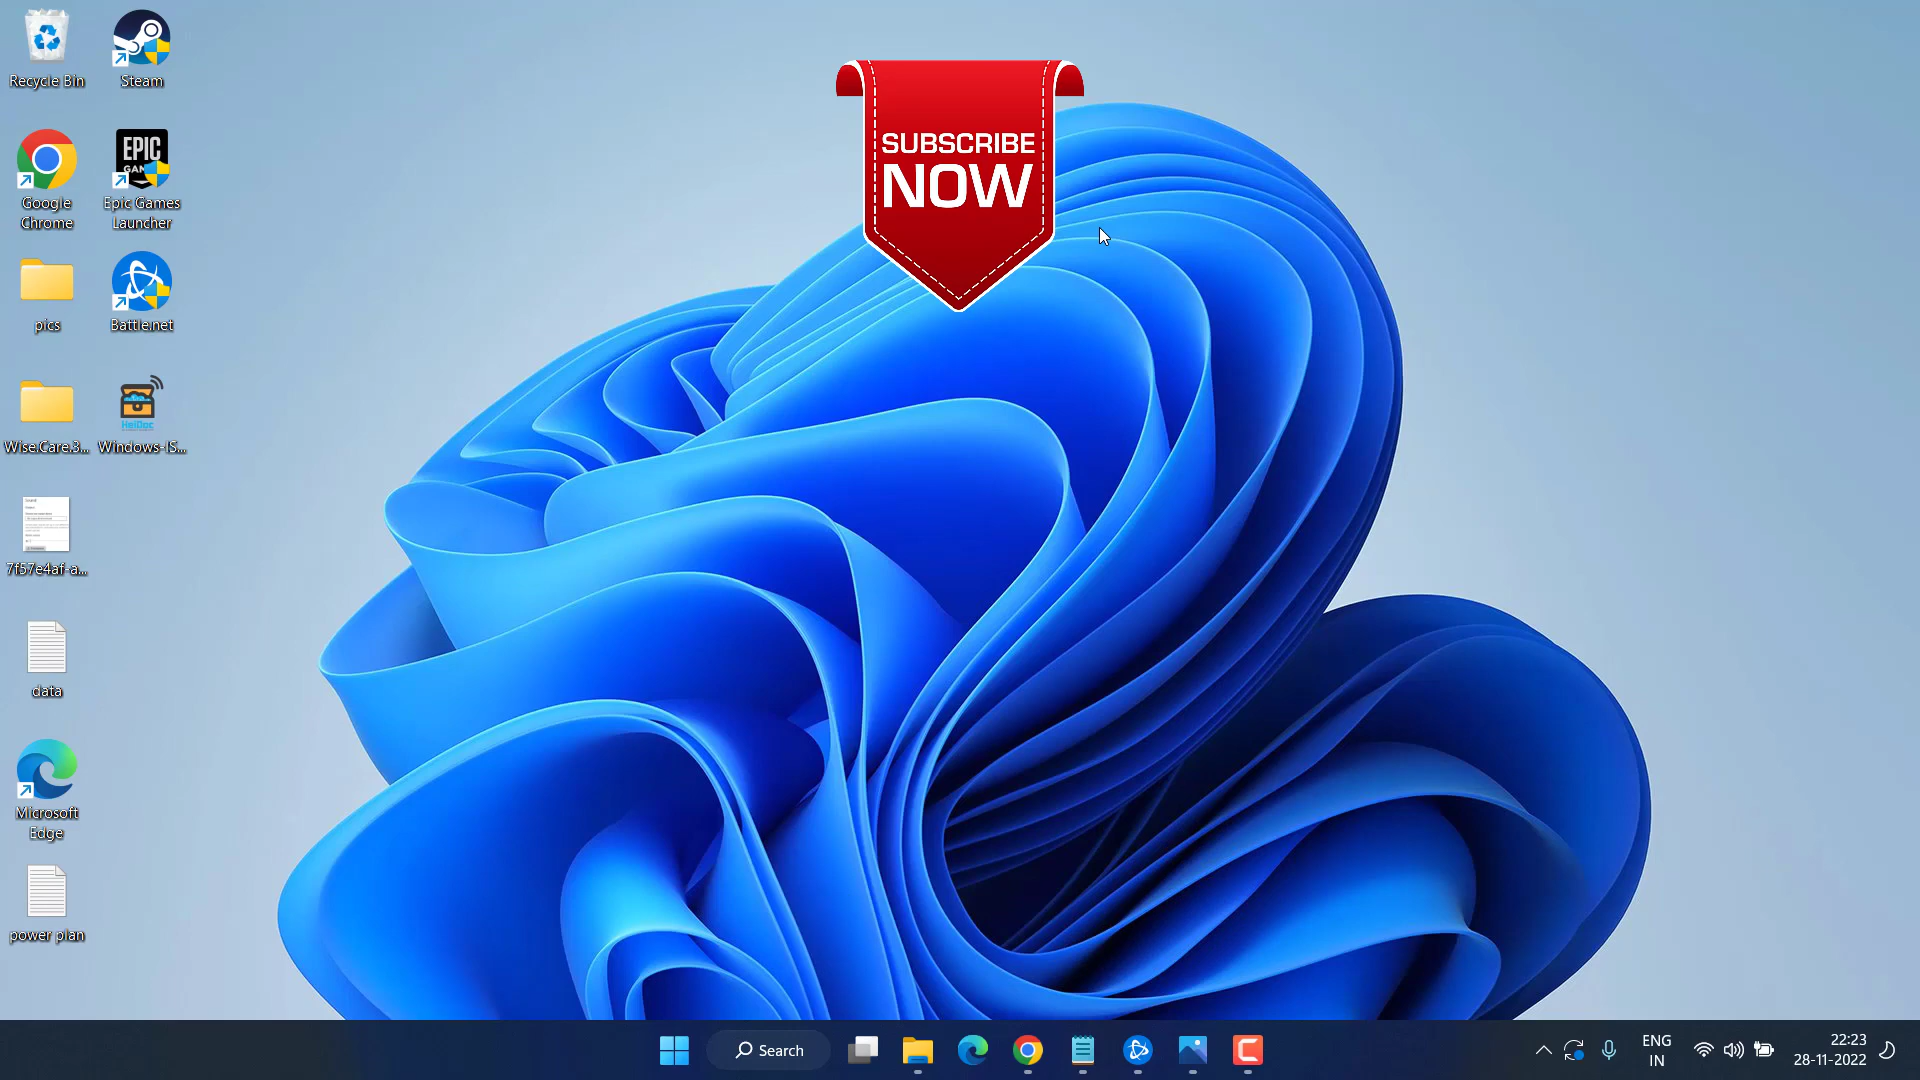 Recycle Bin
Steam
EPIC
Google
Chrome
Epic Games
Launcher
SUBSCRIBE
NOW
pics
Battle.net
HeiDoc
Wise.Care.3...
Windows-IS...
7f57e4af-a...
data
Microsoft
Edge
power plan
Search
ENG
IN
22:23
28-11-2022